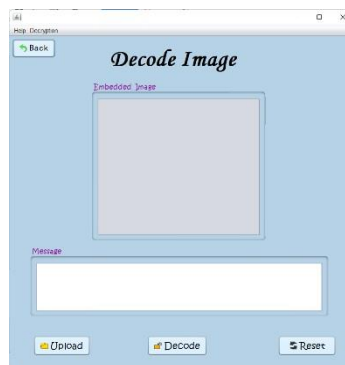 Help Decryption
Back
Decode Image
Embedded Image
Message
Upload Decode Reset